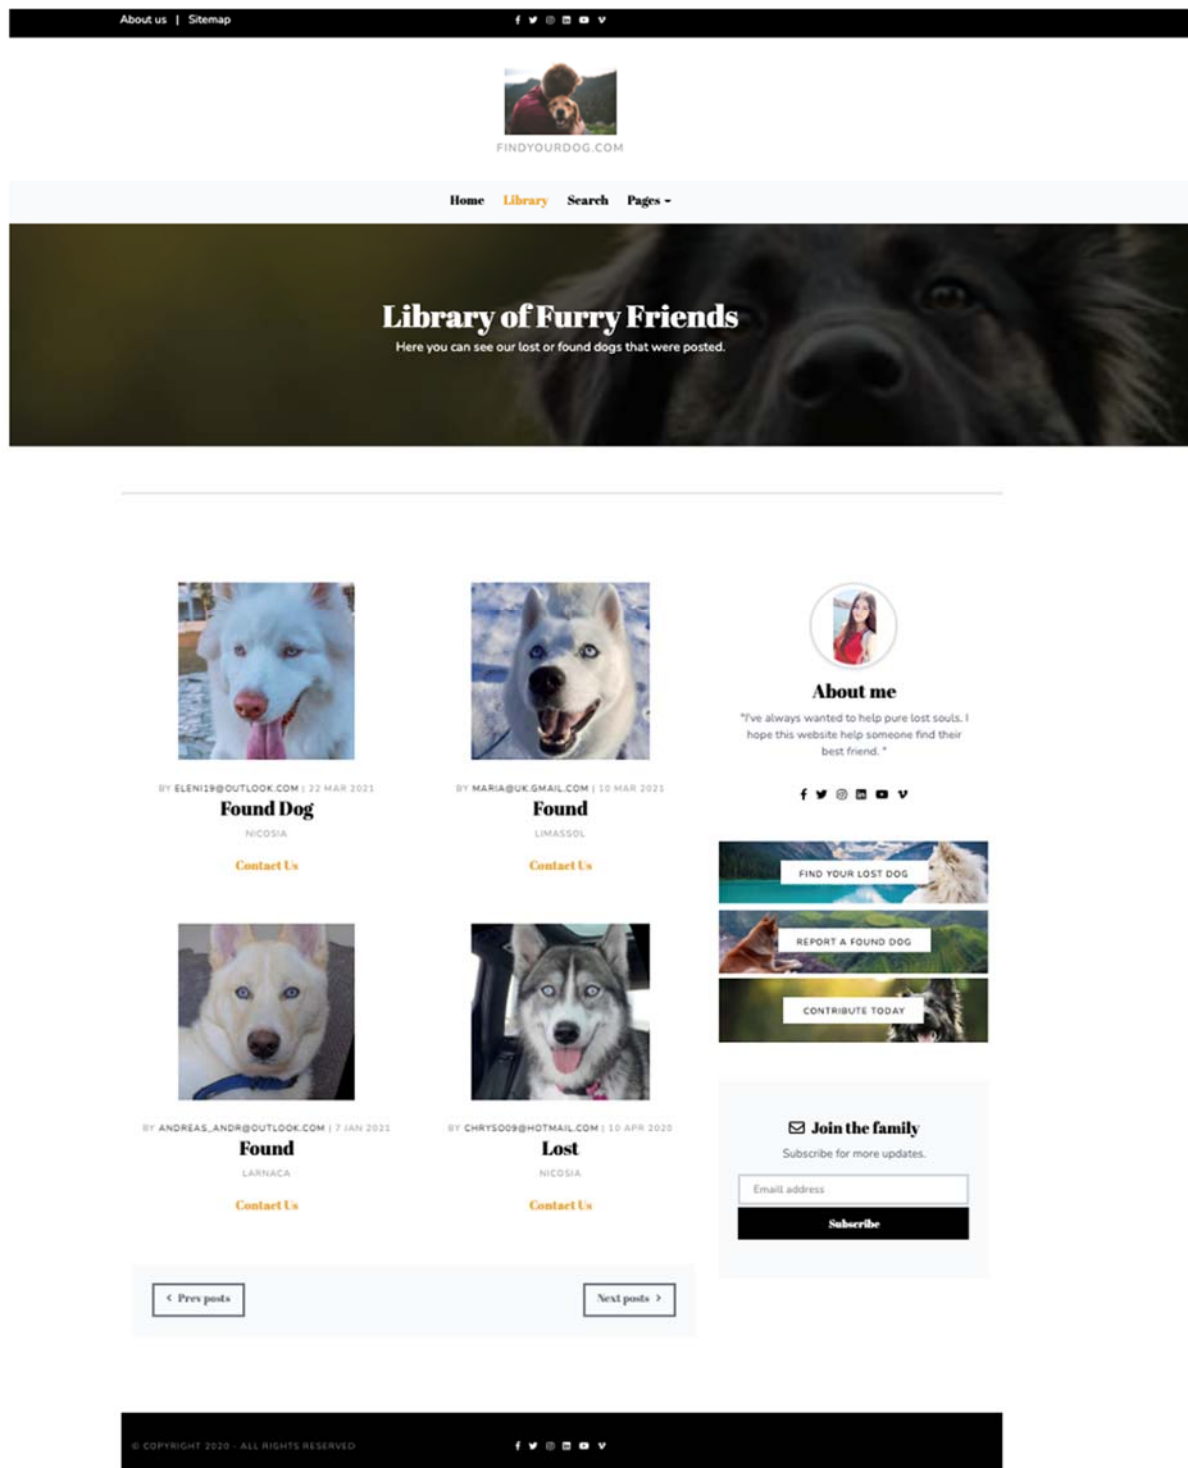 About us | Sitemap
FINDYOURDOG.COM
Home Library Search Pages
Library of Furry Friends
Here you can see our lost or found dogs that were posted.
BY ELENI19@OUTLOOK.COM | 22 MAR 2021
Found Dog
NICOSIA
Contact Us
BY MARIA@UK.GMAIL.COM | 10 MAR 2021
Found
LIMASSOL
Contact Us
BY ANDREAS_ANDR@OUTLOOK.COM | 7 JAN 2021
Found
LARNACA
Contact Us
BY CHRYSO09@HOTMAIL.COM | 10 APR 2020
Lost
NICOSIA
Contact Us
< Prev posts
Next posts >
About me
"I've always wanted to help pure lost souls. I
hope this website help someone find their
best friend. "
FIND YOUR LOST DOG
REPORT A FOUND DOG
CONTRIBUTE TODAY
Join the family
Subscribe for more updates.
Emaill address
Subscribe
© COPYRIGHT 2020 - ALL RIGHTS RESERVED